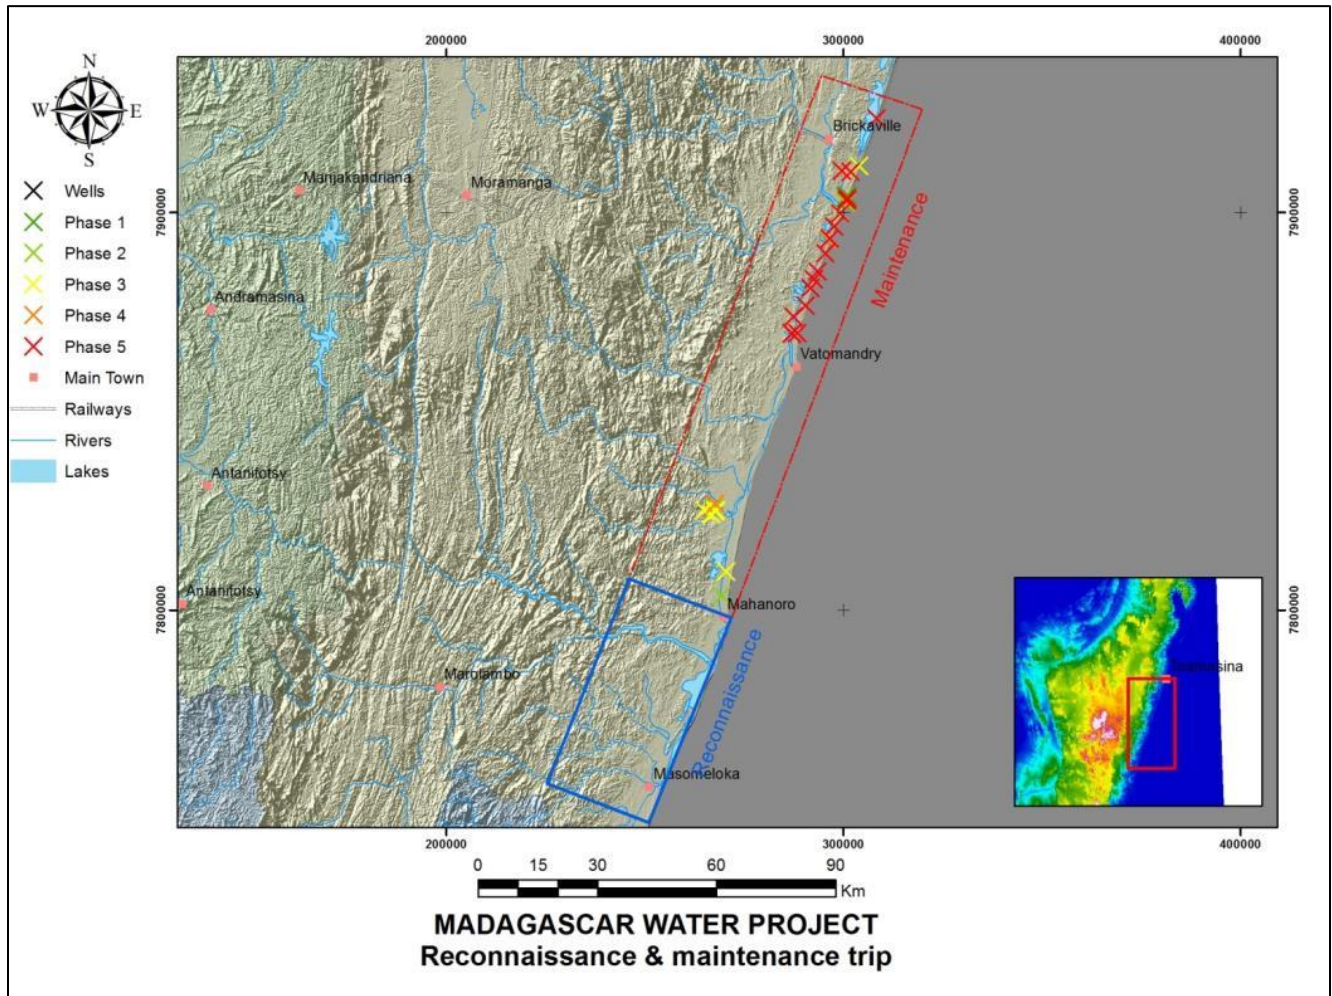 200000
300000
400000
N
W
E
S
Wells
Phase 1
Phase 2
Phase 3
Phase 4
Phase 5
Main Town
Railways
Rivers
Lakes
7900000
7800000
Brickaville
Manjakandriana
Moramanga
Andramasina
Maintenance
Vatomandry
Antanifotsy
Antanifotsy
Mahanoro
Marolambo
Reconnaissance
Masomeloka
Toamasina
7900000
7800000
200000
300000
400000
0 15 30 60 90
Km
MADAGASCAR WATER PROJECT
Reconnaissance & maintenance trip